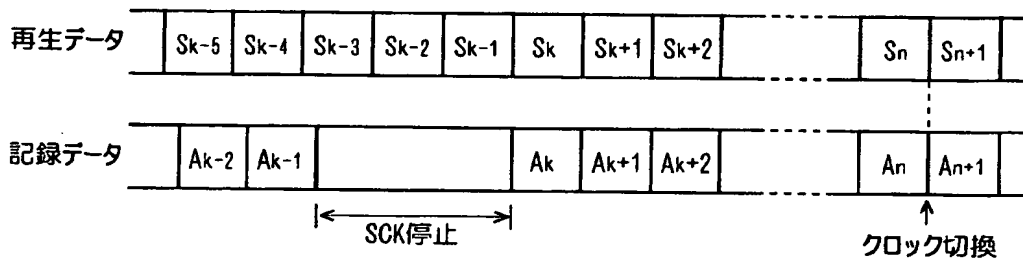 再生データ Sk-5 Sk-4 Sk-3 Sk-2 Sk-1 Sk Sk+1 Sk+2 Sn Sn+1
記録データ Ak-2 Ak-1 Ak Ak+1 Ak+2 An An+1
SCK停止
クロック切換